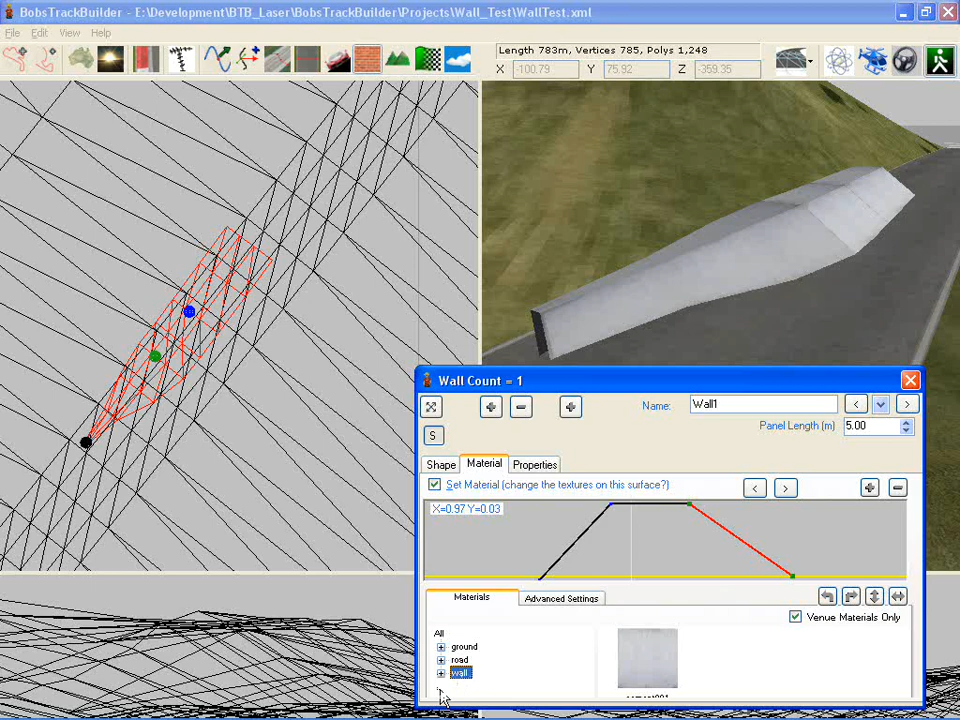 BobsTrackBuilder - E:\Development\BTB_Laser\BobsTrackBuilder\Projects\Wall_Test\WallTest.xml
File Edit View Help
Length 783m, Vertices 785, Polys 1,248
X -100.79 Y 75.92 Z -359.35
Wall Count = 1
Name: Wall1
Panel Length (m) 5.00
S
Shape Material Properties
Set Material (change the textures on this surface?)
X=0.97 Y=0.03
Materials Advanced Settings
Venue Materials Only
All
ground
road
wall